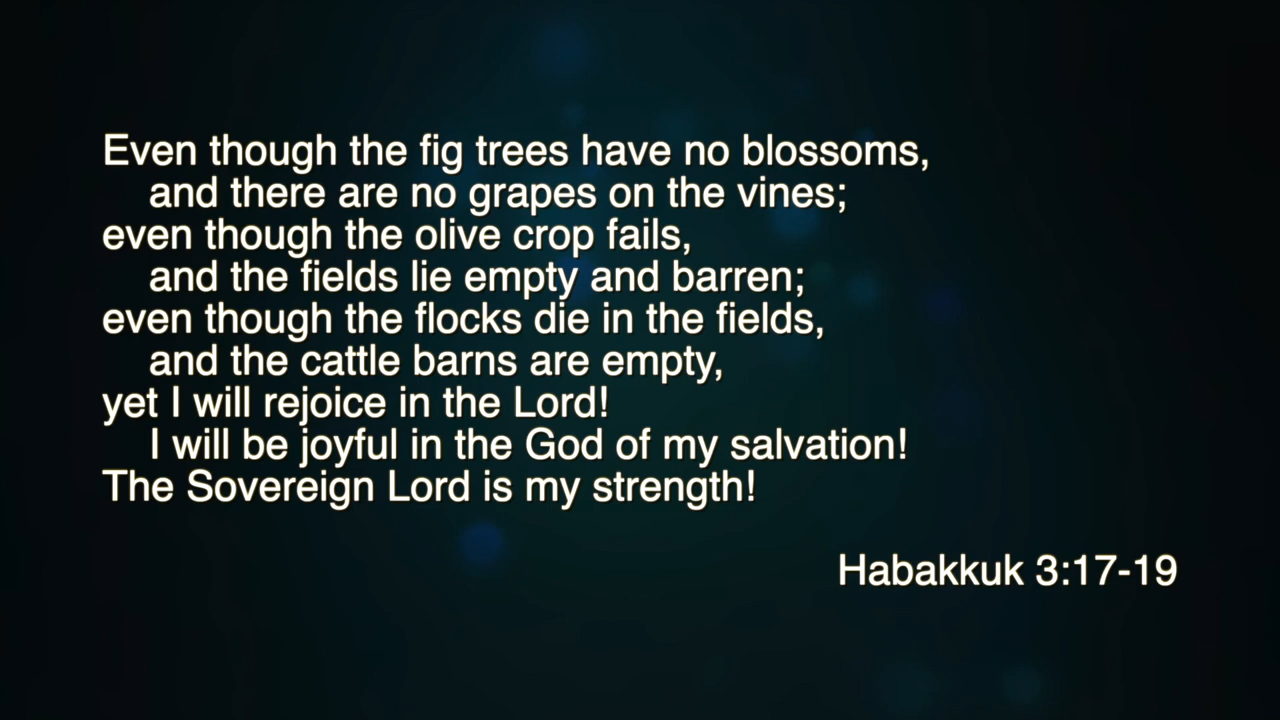 Even though the fig trees have no blossoms,
and there are no grapes on the vines;
even though the olive crop fails,
and the fields lie empty and barren;
even though the flocks die in the fields,
and the cattle barns are empty,
yet I will rejoice in the Lord!
I will be joyful in the God of my salvation!
The Sovereign Lord is my strength!
Habakkuk 3:17-19